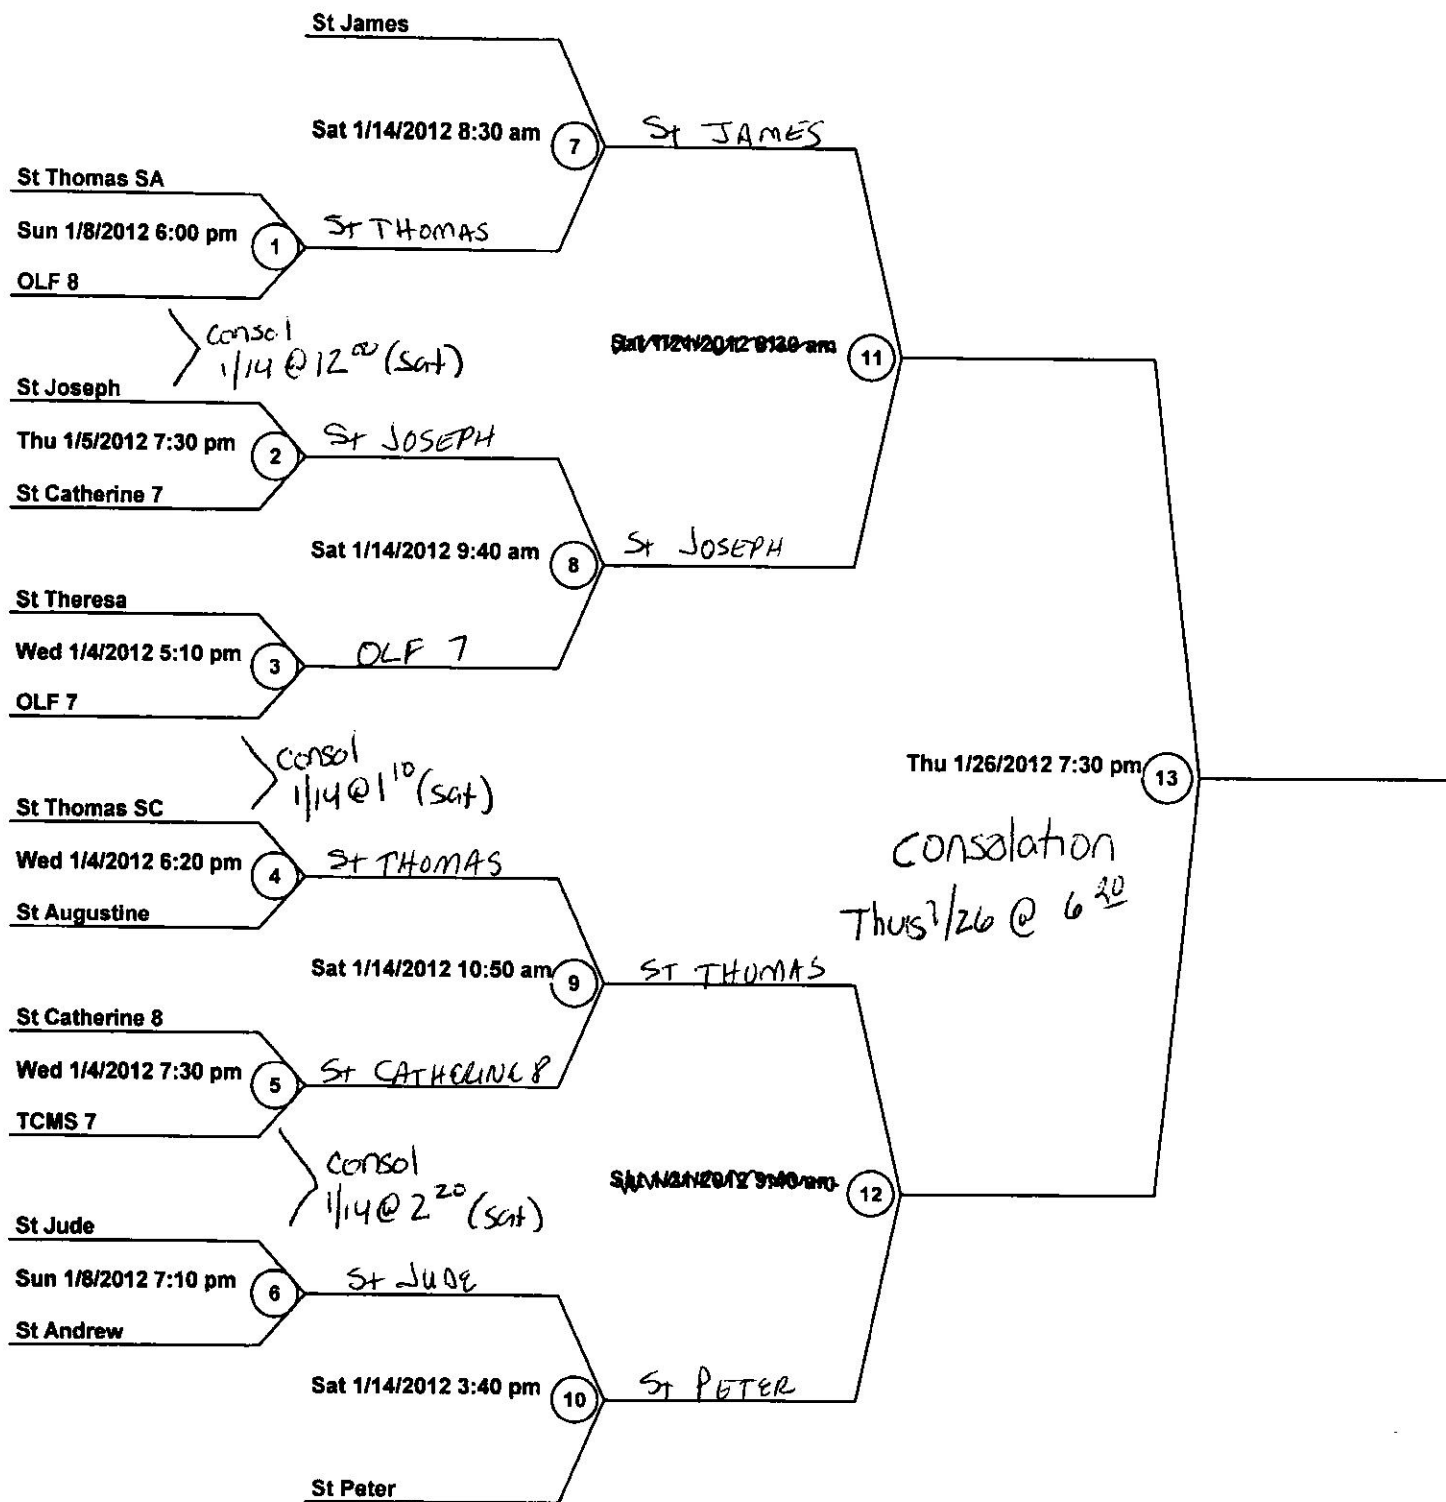 St James
Sat 1/14/2012 8:30 am
7
St JAMES
St Thomas SA
Sun 1/8/2012 6:00 pm
1
St THOMAS
OLF 8
consol
1/14 @ 12 00 (Sat)
11
St Joseph
Thu 1/5/2012 7:30 pm
2
St JOSEPH
St Catherine 7
Sat 1/14/2012 9:40 am
8
St JOSEPH
St Theresa
Wed 1/4/2012 5:10 pm
3
OLF 7
OLF 7
consol
1/14 @ 1 10 (sat)
Thu 1/26/2012 7:30 pm
13
consolation
Thurs 1/26 @ 6 20
St Thomas SC
Wed 1/4/2012 6:20 pm
4
St THOMAS
St Augustine
Sat 1/14/2012 10:50 am
9
ST THOMAS
St Catherine 8
Wed 1/4/2012 7:30 pm
5
St CATHERINE 8
TCMS 7
consol
1/14 @ 2 20 (sat)
12
St Jude
Sun 1/8/2012 7:10 pm
6
St JUDE
St Andrew
Sat 1/14/2012 3:40 pm
10
St PETER
St Peter